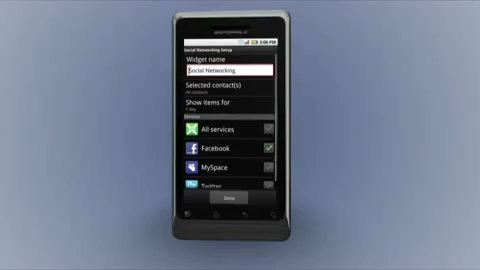 MOTOROLA
3:00 PM
Social Networking Setup
Widget name
Social Networking
Selected contact(s)
All contacts
Show items for
1 day
Services
All services
Facebook
MySpace
Twitter
Done